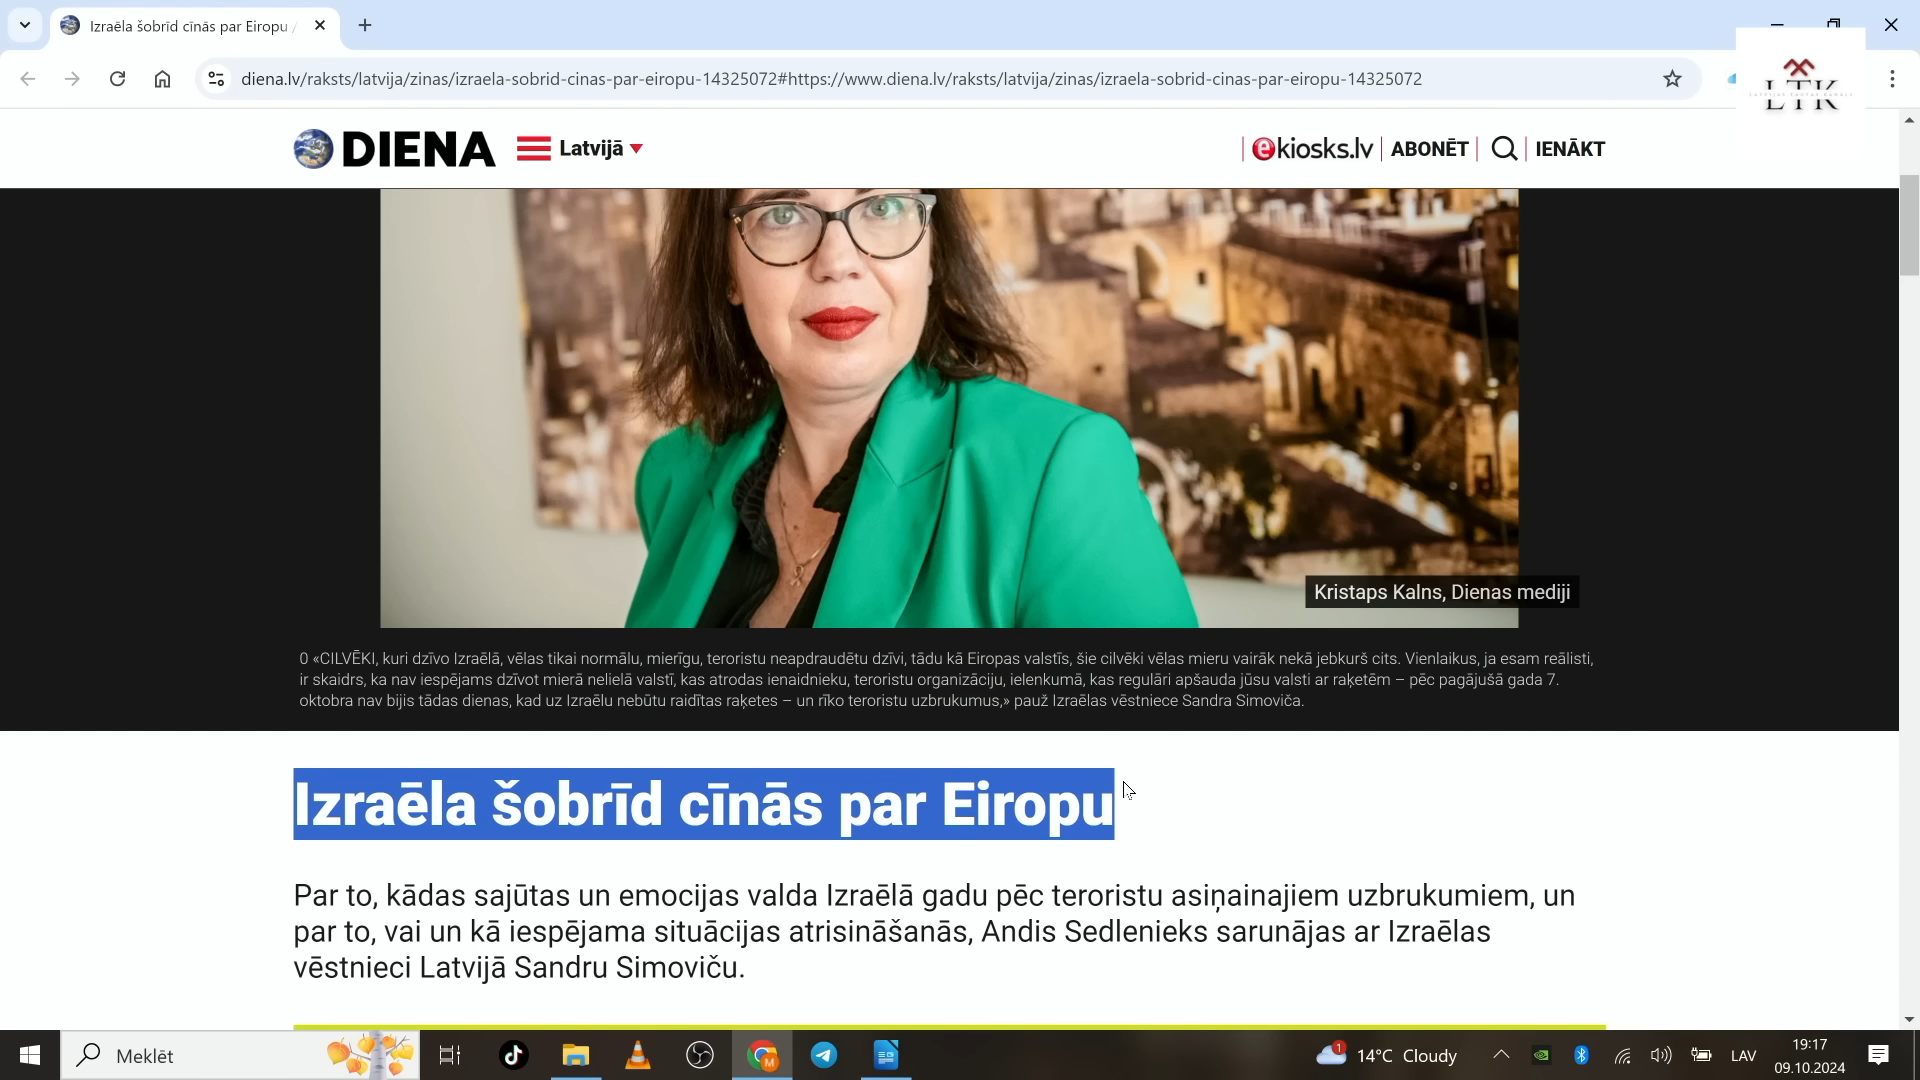 Izraēla šobrīd cīnās par Eiropu /
diena.lv/raksts/latvija/zinas/izraela-sobrid-cinas-par-eiropu-14325072#https://www.diena.lv/raksts/latvija/zinas/izraela-sobrid-cinas-par-eiropu-14325072
LTK
DIENA
Latvijā
ekiosks.lv
ABONĒT
IENĀKT
Kristaps Kalns, Dienas mediji
0 «CILVĒKI, kuri dzīvo Izraēlā, vēlas tikai normālu, mierīgu, teroristu neapdraudētu dzīvi, tādu kā Eiropas valstīs, šie cilvēki vēlas mieru vairāk nekā jebkurš cits. Vienlaikus, ja esam reālisti,
ir skaidrs, ka nav iespējams dzīvot mierā nelielā valstī, kas atrodas ienaidnieku, teroristu organizāciju, ielenkumā, kas regulāri apšauda jūsu valsti ar raķetēm – pēc pagājušā gada 7.
oktobra nav bijis tādas dienas, kad uz Izraēlu nebūtu raidītas raķetes – un rīko teroristu uzbrukumus,» pauž Izraēlas vēstniece Sandra Simoviča.
Izraēla šobrīd cīnās par Eiropu
Par to, kādas sajūtas un emocijas valda Izraēlā gadu pēc teroristu asiņainajiem uzbrukumiem, un
par to, vai un kā iespējama situācijas atrisināšanās, Andis Sedlenieks sarunājas ar Izraēlas
vēstnieci Latvijā Sandru Simoviču.
Meklēt
M
1
14°C Cloudy
LAV
19:17
09.10.2024